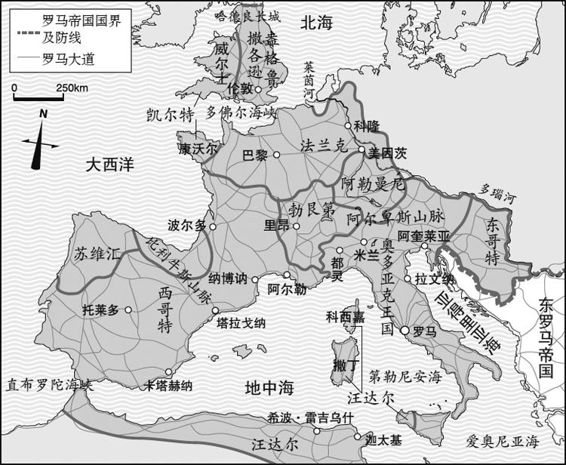 罗马帝国国界
及防线
罗马大道
0 250km
N
哈德良长城
北海
威尔士
撒各逊
盎格鲁
伦敦
莱茵河
凯尔特
多佛尔海峡
康沃尔
科隆
大西洋
巴黎
法兰克
美因茨
阿勒曼尼
多瑙河
波尔多
里昂
勃艮第
阿尔卑斯山脉
东哥特
苏维汇
比利牛斯山脉
都灵
米兰
阿奎莱亚
奥多亚克王国
纳博讷
阿尔勒
拉文纳
亚得里亚海
托莱多
西哥特
塔拉戈纳
科西嘉
罗马
东罗马帝国
撒丁
直布罗陀海峡
卡塔赫纳
地中海
第勒尼安海
汪达尔
希波·雷吉乌什
汪达尔
迦太基
爱奥尼亚海